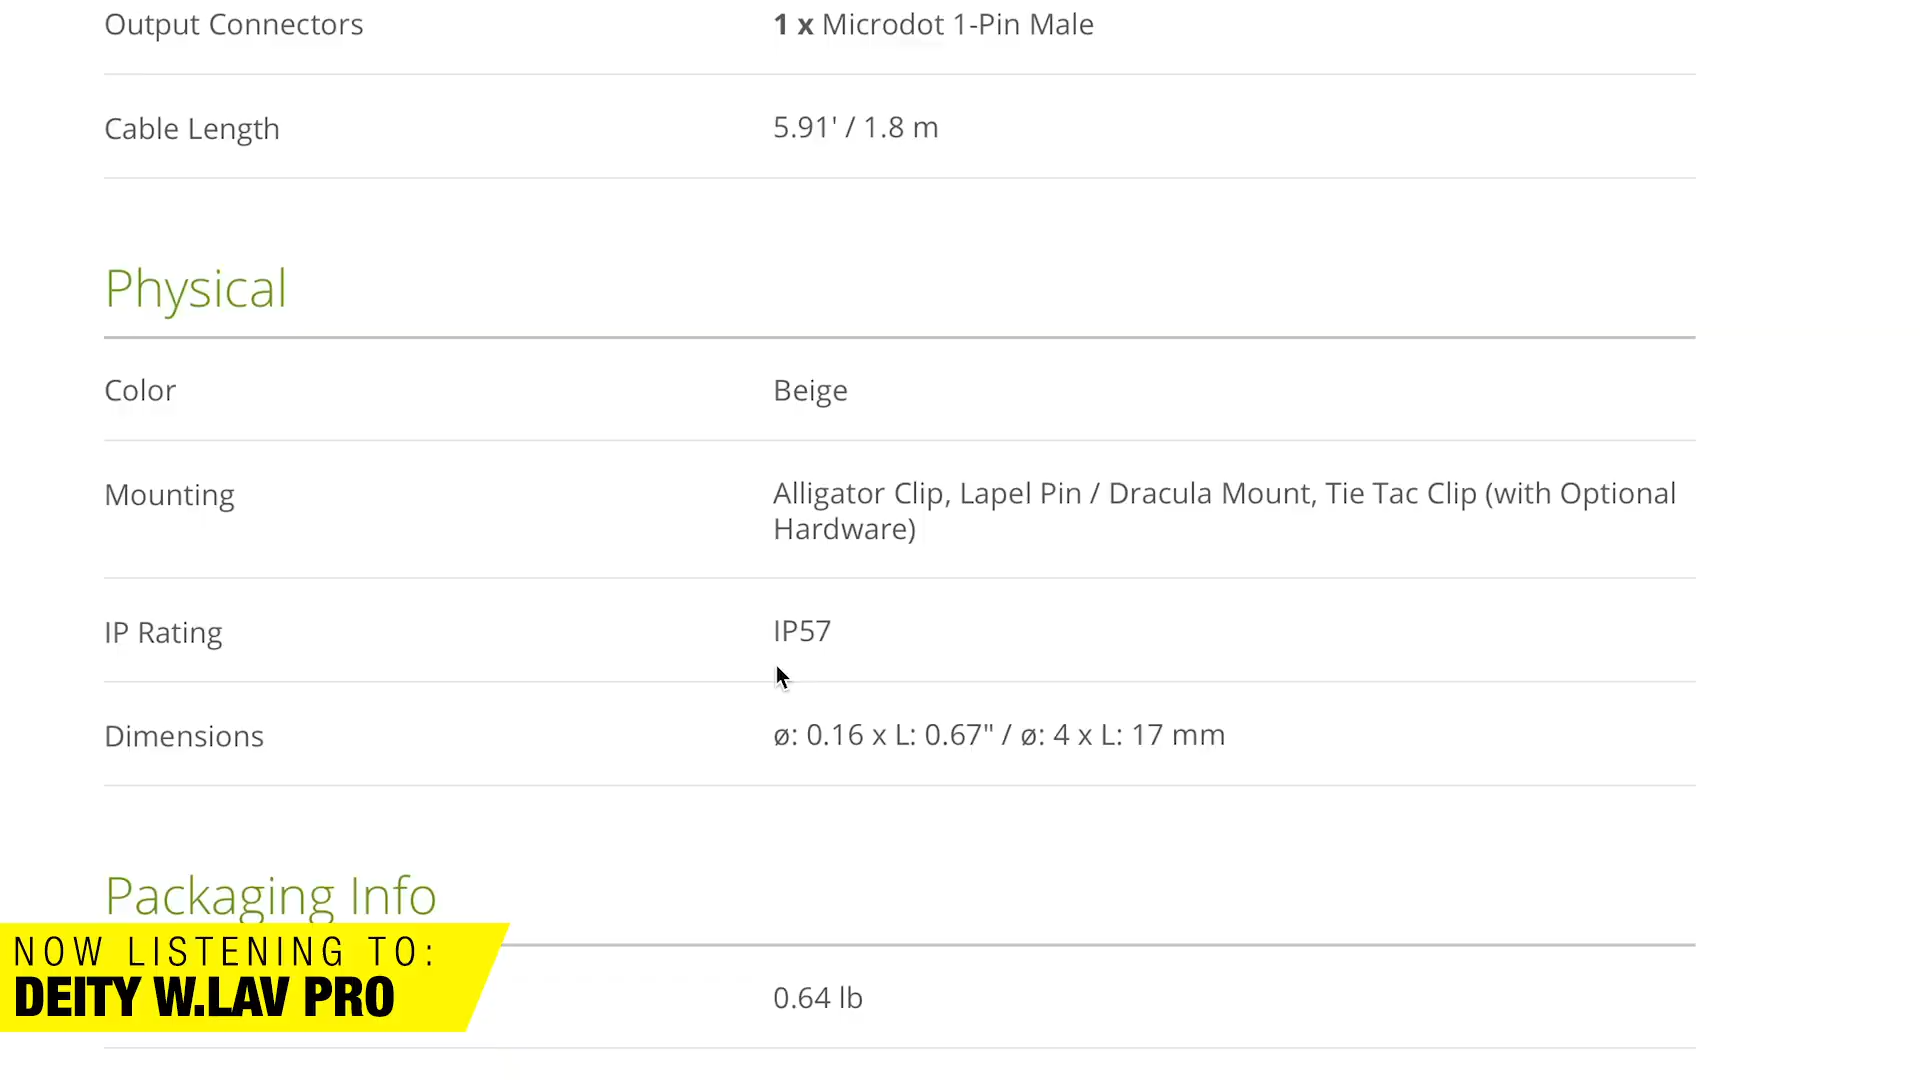 Output Connectors
1 x Microdot 1-Pin Male
Cable Length
5.91' / 1.8 m
Physical
Color
Beige
Mounting
Alligator Clip, Lapel Pin / Dracula Mount, Tie Tac Clip (with Optional
Hardware)
IP Rating
IP57
Dimensions
ø: 0.16 x L: 0.67" / ø: 4 x L: 17 mm
Packaging Info
0.64 lb
NOW LISTENING TO:
DEITY W.LAV PRO